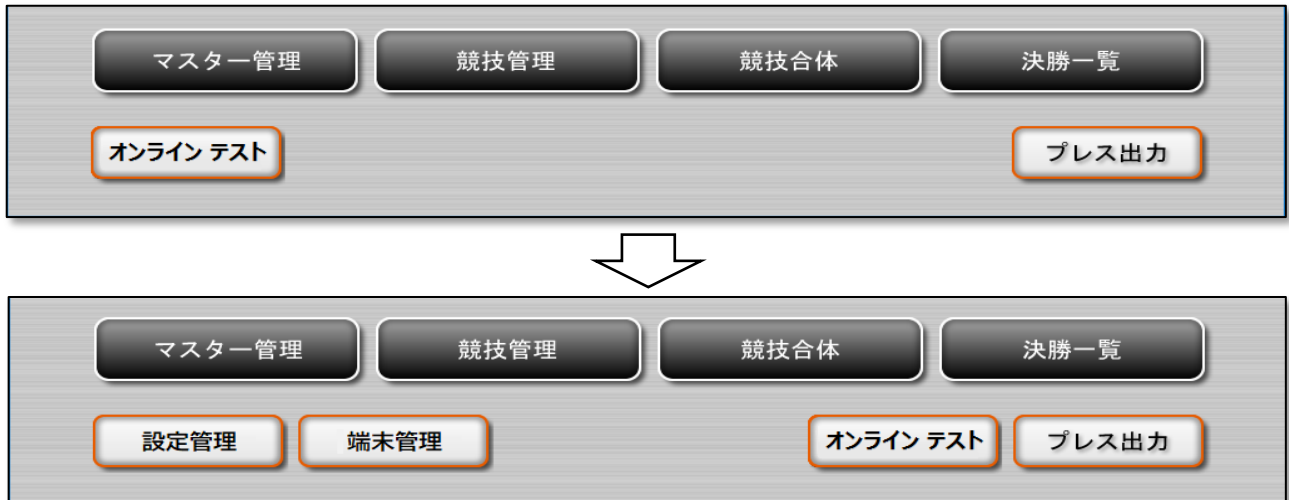 マスター管理 競技管理 競技合体 決勝一覧
オンライン テスト プレス出力
マスター管理 競技管理 競技合体 決勝一覧
設定管理 端末管理 オンライン テスト プレス出力